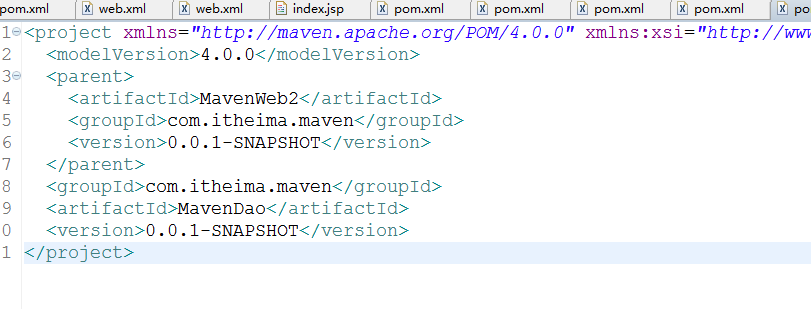 pom.xml web.xml web.xml index.jsp pom.xml pom.xml pom.xml po
1 <project xmlns="http://maven.apache.org/POM/4.0.0" xmlns:xsi="http://www
2 <modelVersion>4.0.0</modelVersion>
3 <parent>
4 <artifactId>MavenWeb2</artifactId>
5 <groupId>com.itheima.maven</groupId>
6 <version>0.0.1-SNAPSHOT</version>
7 </parent>
8 <groupId>com.itheima.maven</groupId>
9 <artifactId>MavenDao</artifactId>
0 <version>0.0.1-SNAPSHOT</version>
1 </project>